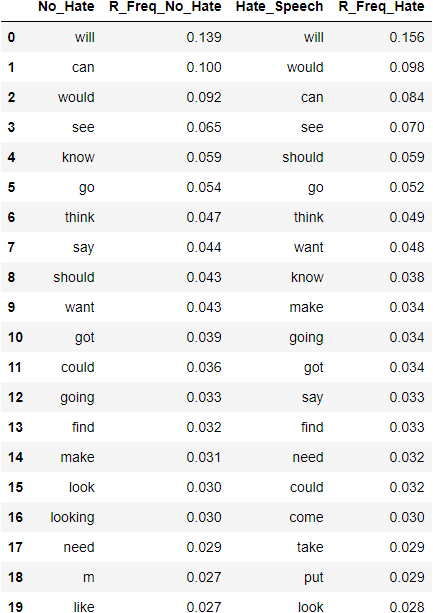 No_Hate R_Freq_No_Hate Hate_Speech R_Freq_Hate
0 will 0.139 will 0.156
1 can 0.100 would 0.098
2 would 0.092 can 0.084
3 see 0.065 see 0.070
4 know 0.059 should 0.059
5 go 0.054 go 0.052
6 think 0.047 think 0.049
7 say 0.044 want 0.048
8 should 0.043 know 0.038
9 want 0.043 make 0.034
10 got 0.039 going 0.034
11 could 0.036 got 0.034
12 going 0.033 say 0.033
13 find 0.032 find 0.033
14 make 0.031 need 0.032
15 look 0.030 could 0.032
16 looking 0.030 come 0.030
17 need 0.029 take 0.029
18 m 0.027 put 0.029
19 like 0.027 look 0.028